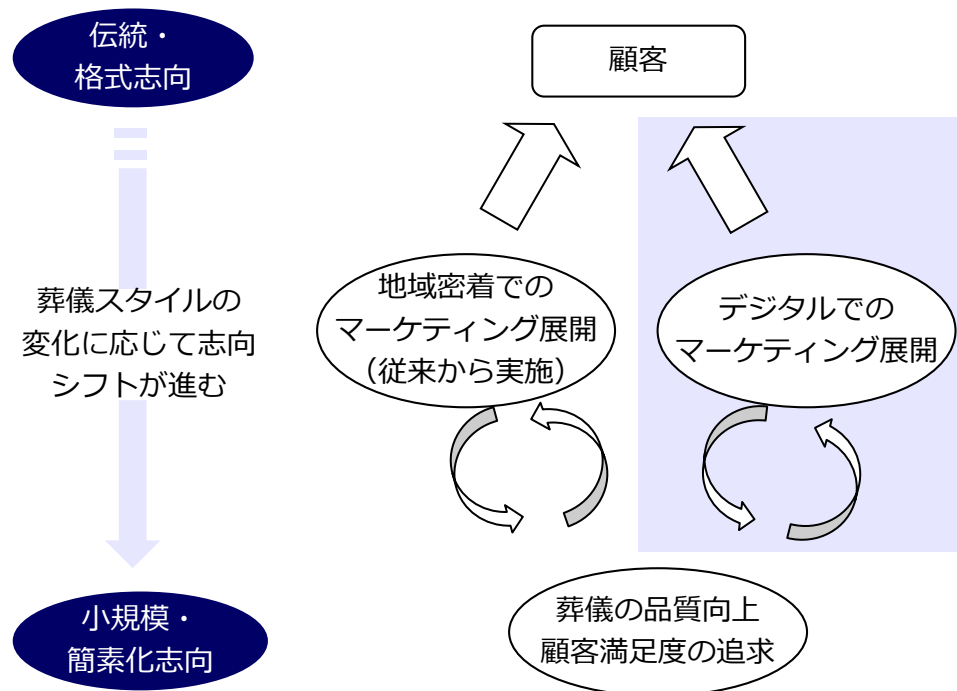 伝統・
格式志向
葬儀スタイルの
変化に応じて志向
シフトが進む
小規模・
簡素化志向
顧客
地域密着での
マーケティング展開
（従来から実施）
デジタルでの
マーケティング展開
葬儀の品質向上
顧客満足度の追求